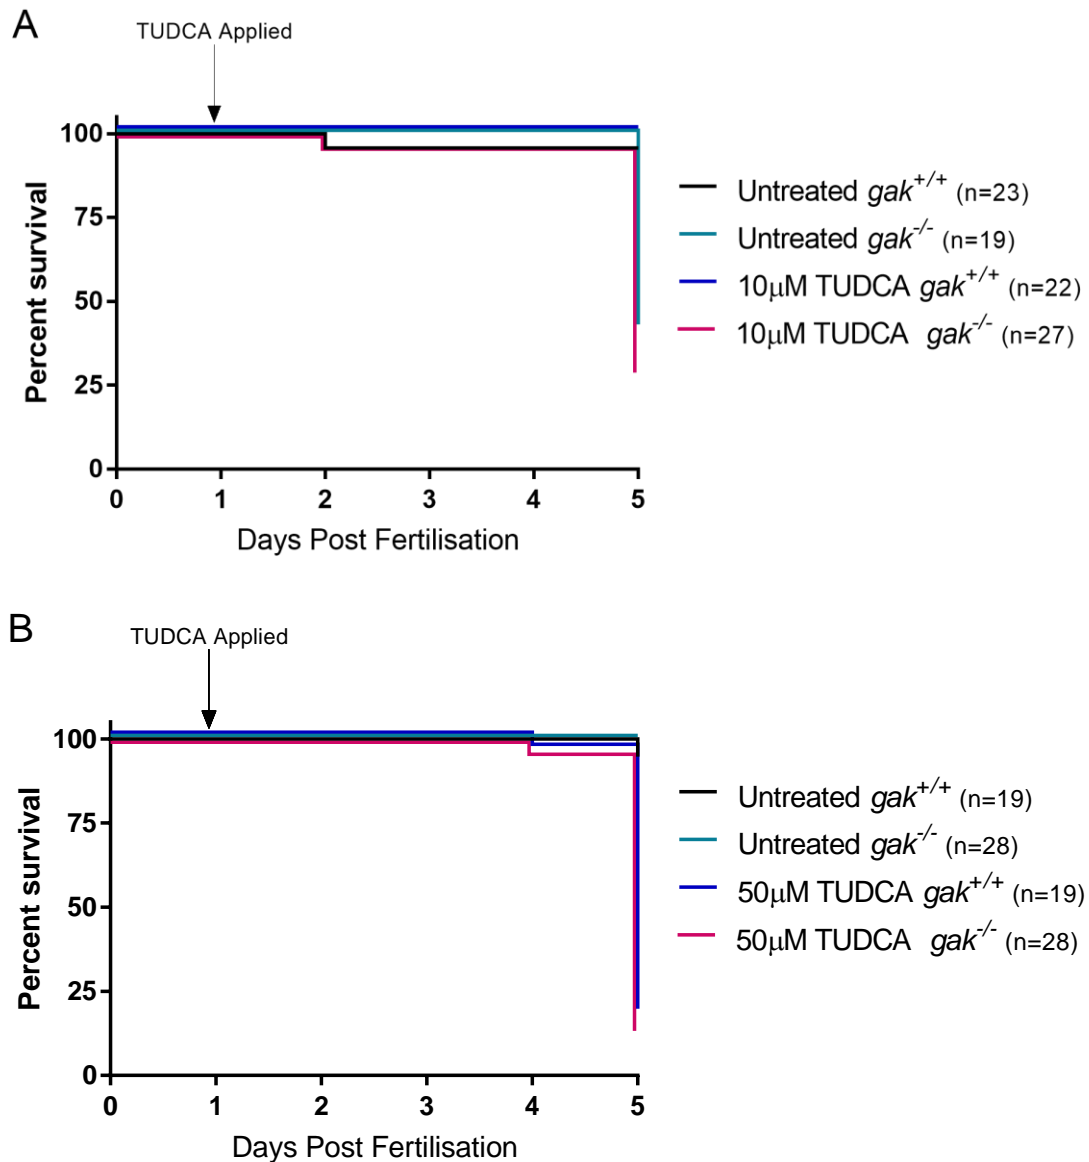 A
TUDCA Applied
Percent survival
100
75
50
25
0
0 1 2 3 4 5
Days Post Fertilisation
Untreated gak+/+ (n=23)
Untreated gak-/- (n=19)
10μM TUDCA gak+/+ (n=22)
10μM TUDCA gak-/- (n=27)
B
TUDCA Applied
Percent survival
100
75
50
25
0
0 1 2 3 4 5
Days Post Fertilisation
Untreated gak+/+ (n=19)
Untreated gak-/- (n=28)
50μM TUDCA gak+/+ (n=19)
50μM TUDCA gak-/- (n=28)